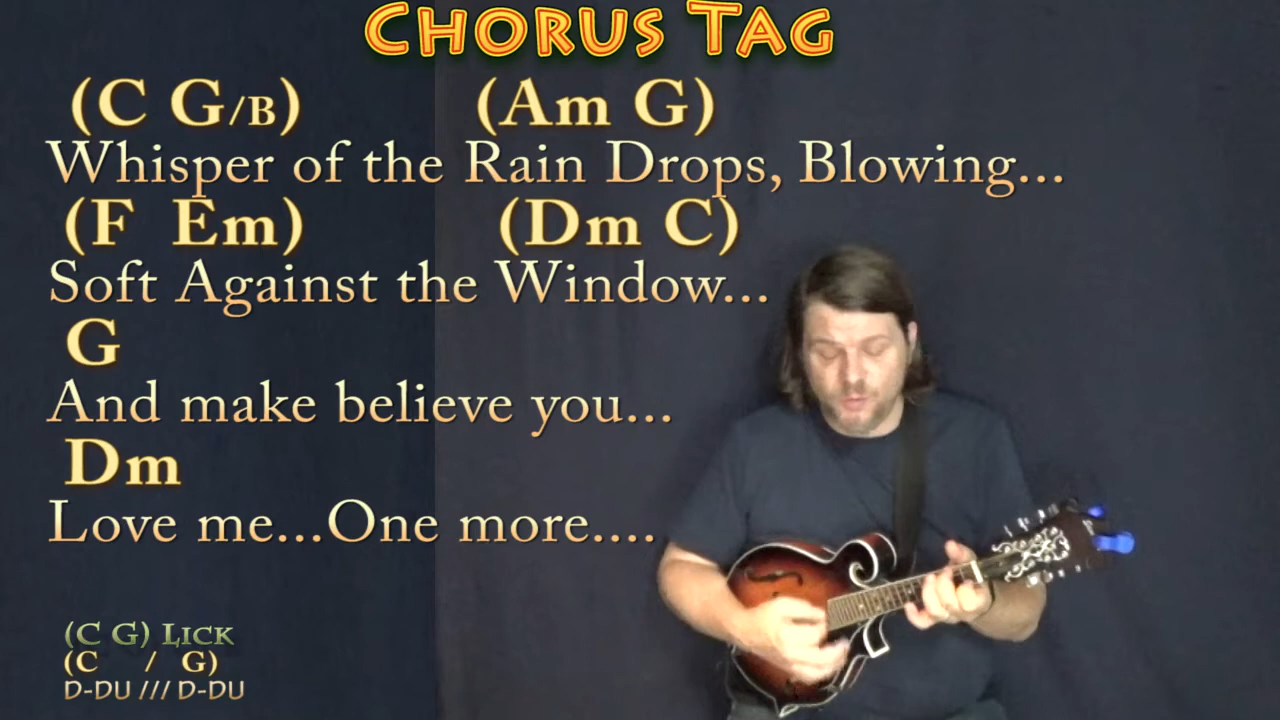 CHORUS TAG
(C G/B) (Am G)
Whisper of the Rain Drops, Blowing...
(F Em) (Dm C)
Soft Against the Window...
G
And make believe you...
Dm
Love me...One more....
(C G) LICK
(C / G)
D-DU /// D-DU